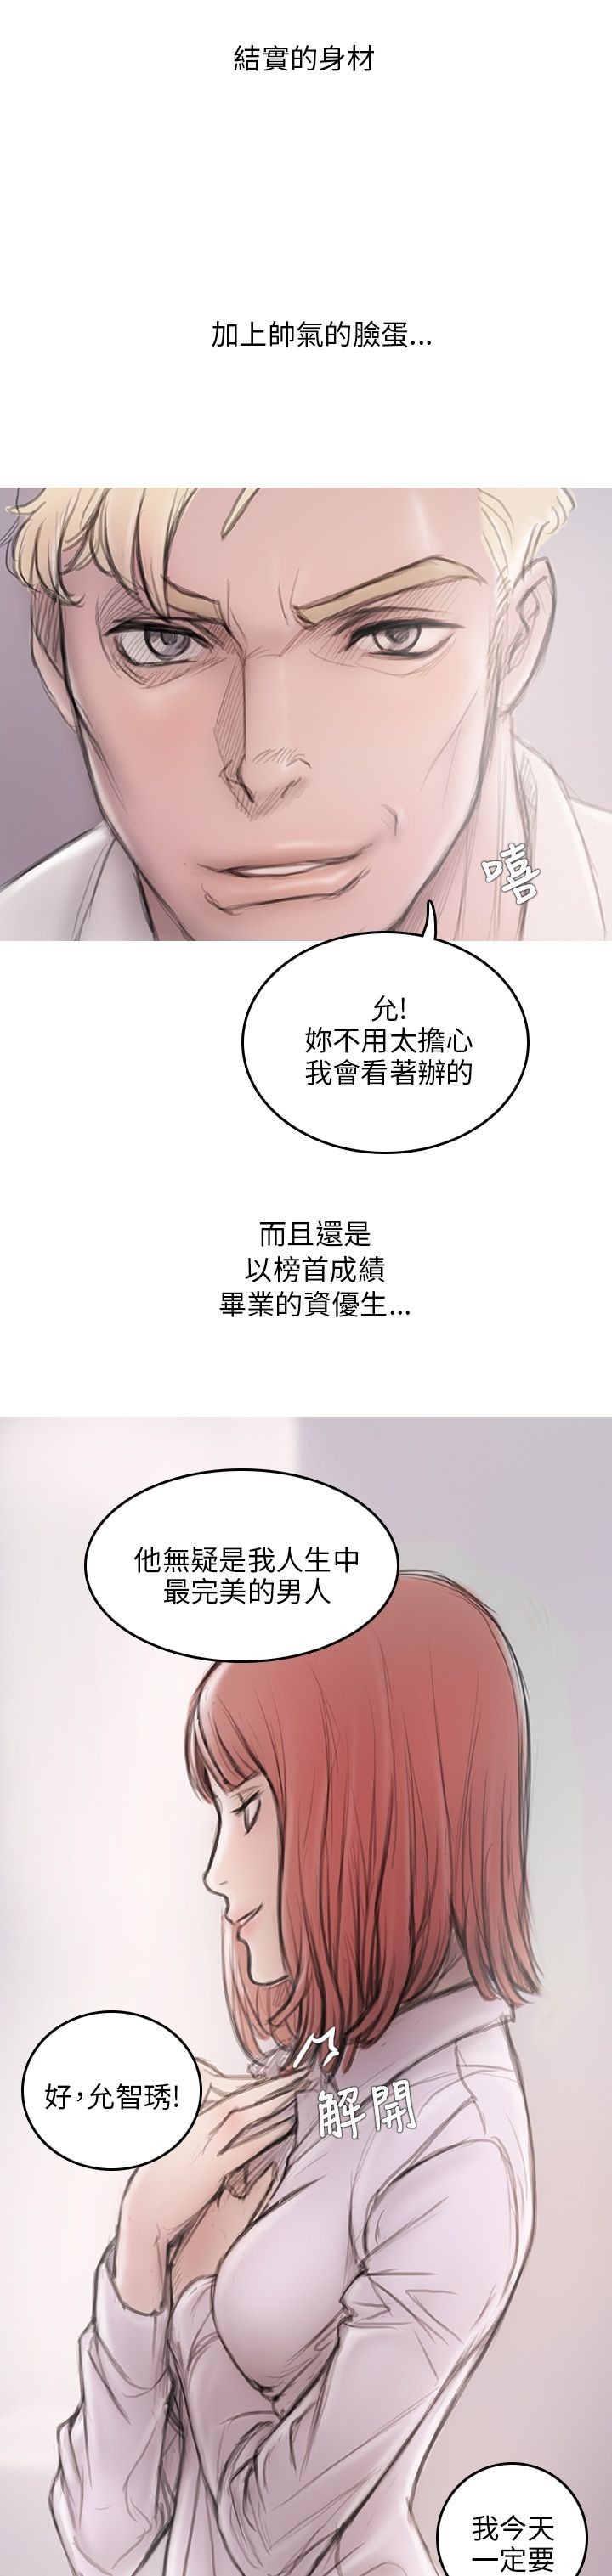 結實的身材
加上帥氣的臉蛋...
嘻
允!
妳不用太擔心
我會看著辦的
而且還是
以榜首成績
畢業的資優生...
他無疑是我人生中
最完美的男人
好，允智琇!
解開
我今天
一定要